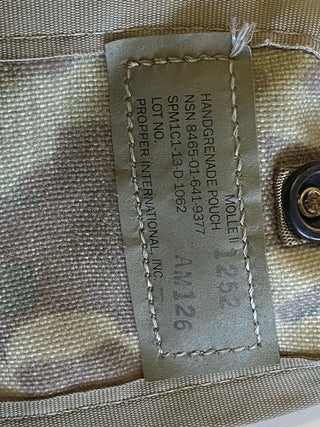 MOLLE II
HANDGRENADE POUCH
NSN 8465-01-641-9377
SPM1C1-13-D-1062
LOT NO.
PROPPER INTERNATIONAL, INC.
1252
AM126